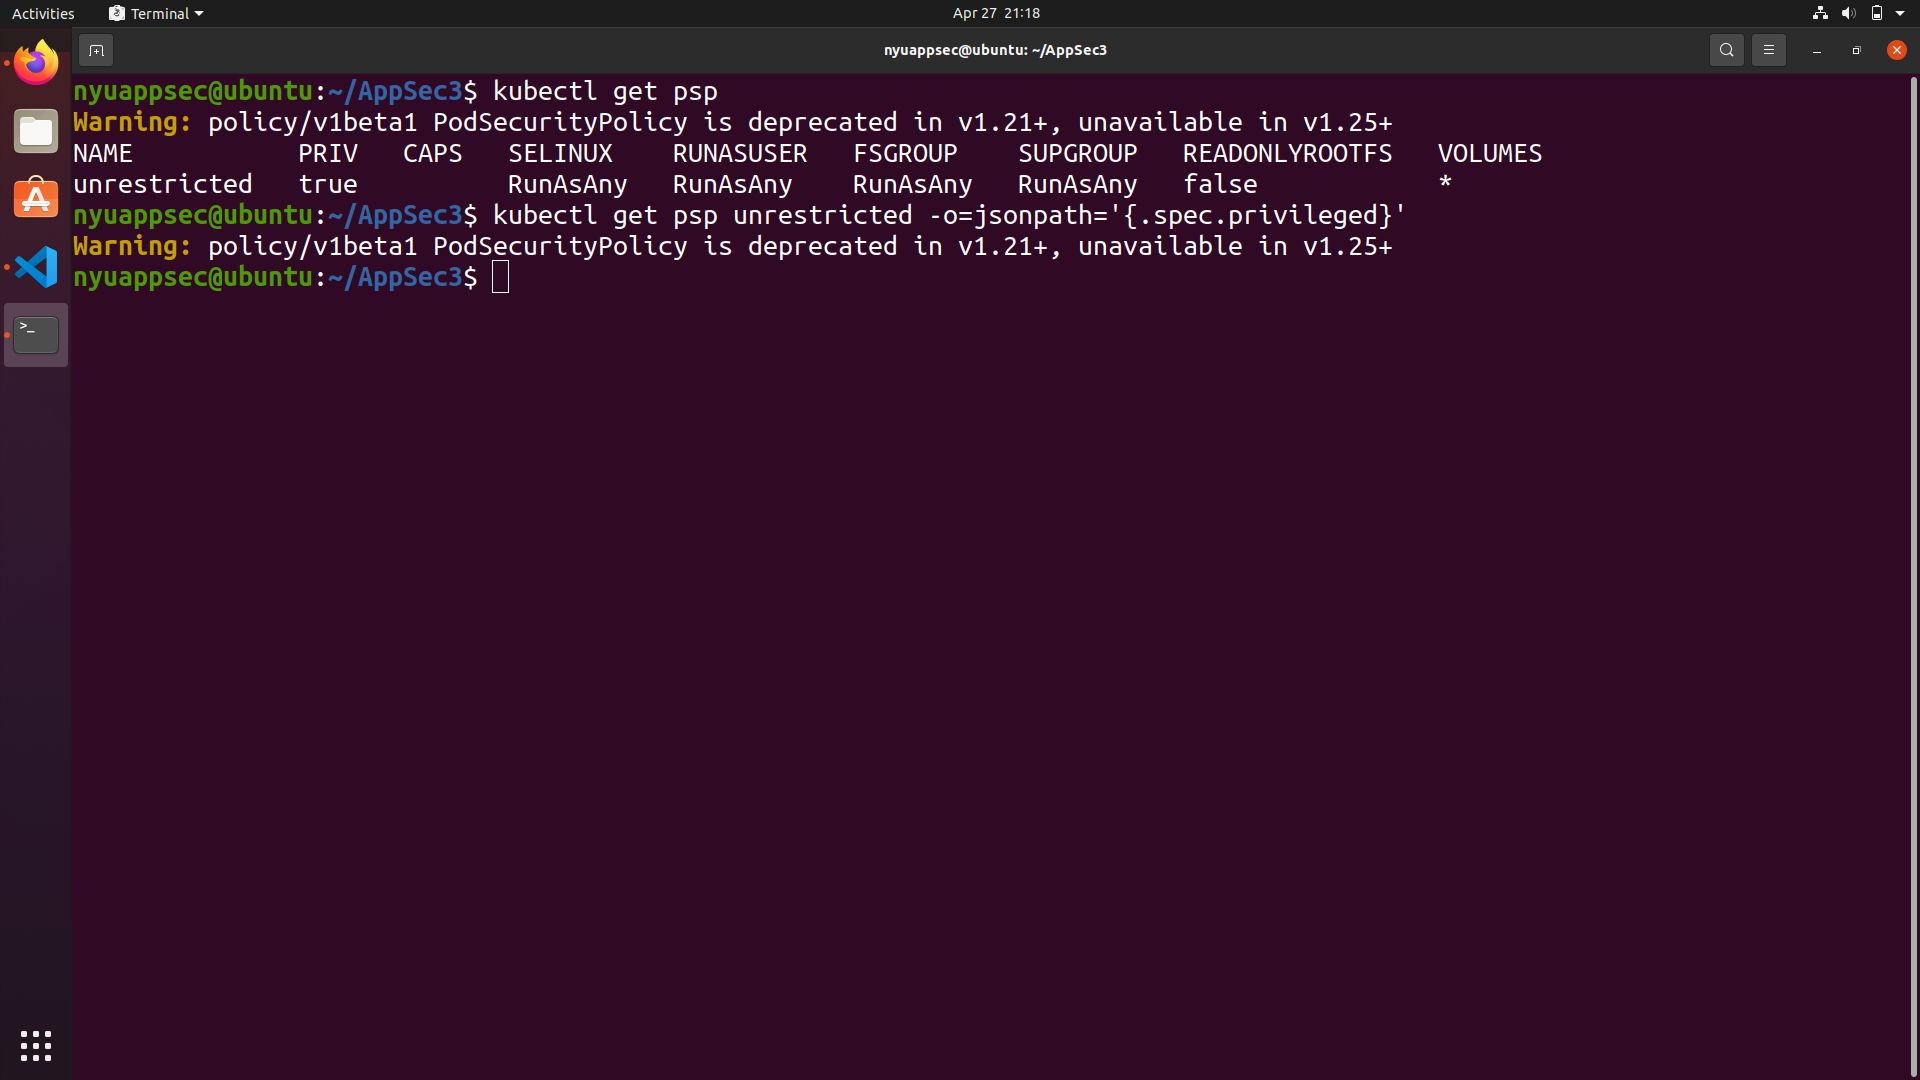 Activities Terminal Apr 27 21:18
nyuappsec@ubuntu: ~/AppSec3
nyuappsec@ubuntu:~/AppSec3$ kubectl get psp
Warning: policy/v1beta1 PodSecurityPolicy is deprecated in v1.21+, unavailable in v1.25+
NAME PRIV CAPS SELINUX RUNASUSER FSGROUP SUPGROUP READONLYROOTFS VOLUMES
unrestricted true RunAsAny RunAsAny RunAsAny RunAsAny false *
nyuappsec@ubuntu:~/AppSec3$ kubectl get psp unrestricted -o=jsonpath='{.spec.privileged}'
Warning: policy/v1beta1 PodSecurityPolicy is deprecated in v1.21+, unavailable in v1.25+
nyuappsec@ubuntu:~/AppSec3$